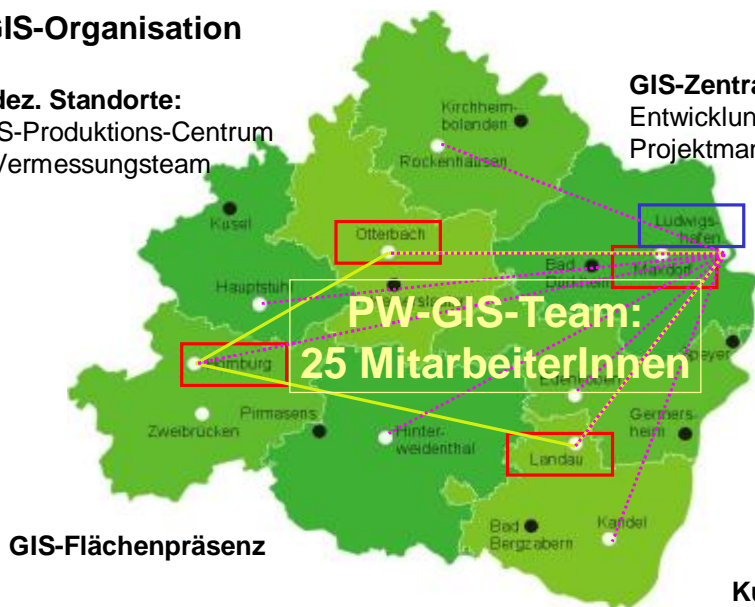 GIS-Organisation
dez. Standorte:
S-Produktions-Centrum
Vermessungsteam
GIS-Zentra
Entwicklun
Projektmar
Kirchheim-
bolanden
Rockenhausen
Kusel
Otterbach
Ludwigs-
hafen
Maxdorf
Bad
Dürkheim
Hauptstuhl
PW-GIS-Team:
25 MitarbeiterInnen
Homburg
Edenkoben
Speyer
Zweibrücken
Pirmasens
Hinter-
weidenthal
Germers-
heim
Landau
Bad
Bergzabern
Kandel
GIS-Flächenpräsenz
Ku